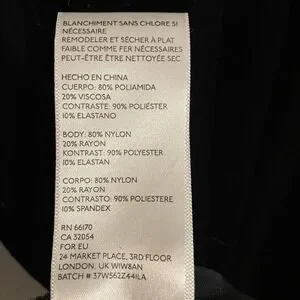 BLANCHIMENT SANS CHLORE SI
NÉCESSAIRE
REMODELER ET SÉCHER À PLAT
FAIBLE COMME FER NÉCESSAIRES
PEUT-ÊTRE ÊTRE NETTOYÉE SEC
HECHO EN CHINA
CUERPO: 80% POLIAMIDA
20% VISCOSA
CONTRASTE: 90% POLIÉSTER
10% ELASTANO
BODY: 80% NYLON
20% RAYON
KONTRAST: 90% POLYESTER
10% ELASTAN
CORPO: 80% NYLON
20% RAYON
CONTRASTO: 90% POLIESTERE
10% SPANDEX
RN 66170
CA 32054
FOR EU
24 MARKET PLACE, 3RD FLOOR
LONDON, UK W1W8AN
BATCH # 37W562Z441LA